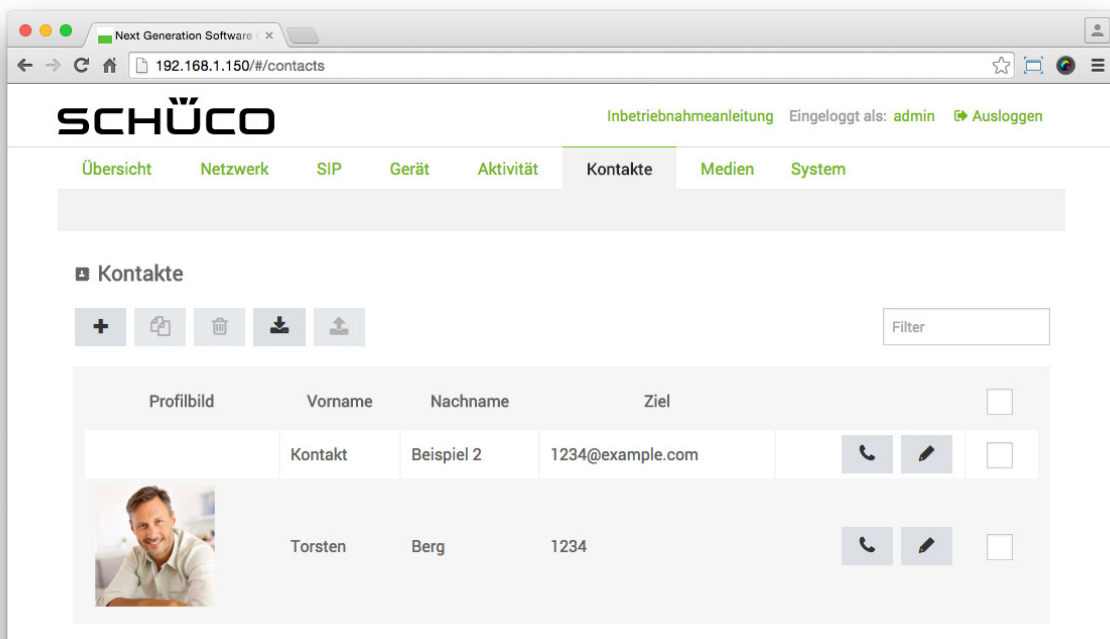 Next Generation Software
192.168.1.150/#/contacts
SCHÜCO
Inbetriebnahmeanleitung Eingeloggt als: admin Ausloggen
Übersicht Netzwerk SIP Gerät Aktivität Kontakte Medien System
Kontakte
Filter
Profilbild Vorname Nachname Ziel
Kontakt Beispiel 2 1234@example.com
Torsten Berg 1234